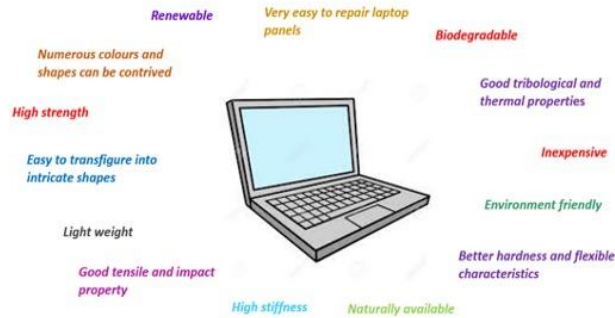 Renewable
Very easy to repair laptop
panels
Biodegradable
Numerous colours and
shapes can be contrived
Good tribological and
thermal properties
High strength
Inexpensive
Easy to transfigure into
intricate shapes
Environment friendly
Light weight
Better hardness and flexible
characteristics
Good tensile and impact
property
High stiffness
Naturally available